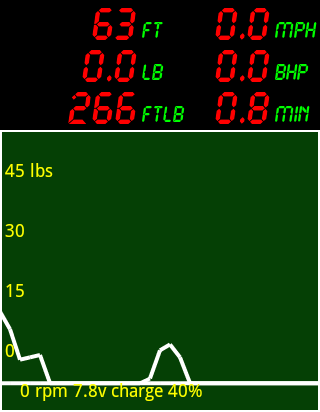 63 FT 0.0 MPH
0.0 LB 0.0 BHP
266 FTLB 0.8 MIN
45 lbs
30
15
0
0 rpm 7.8v charge 40%